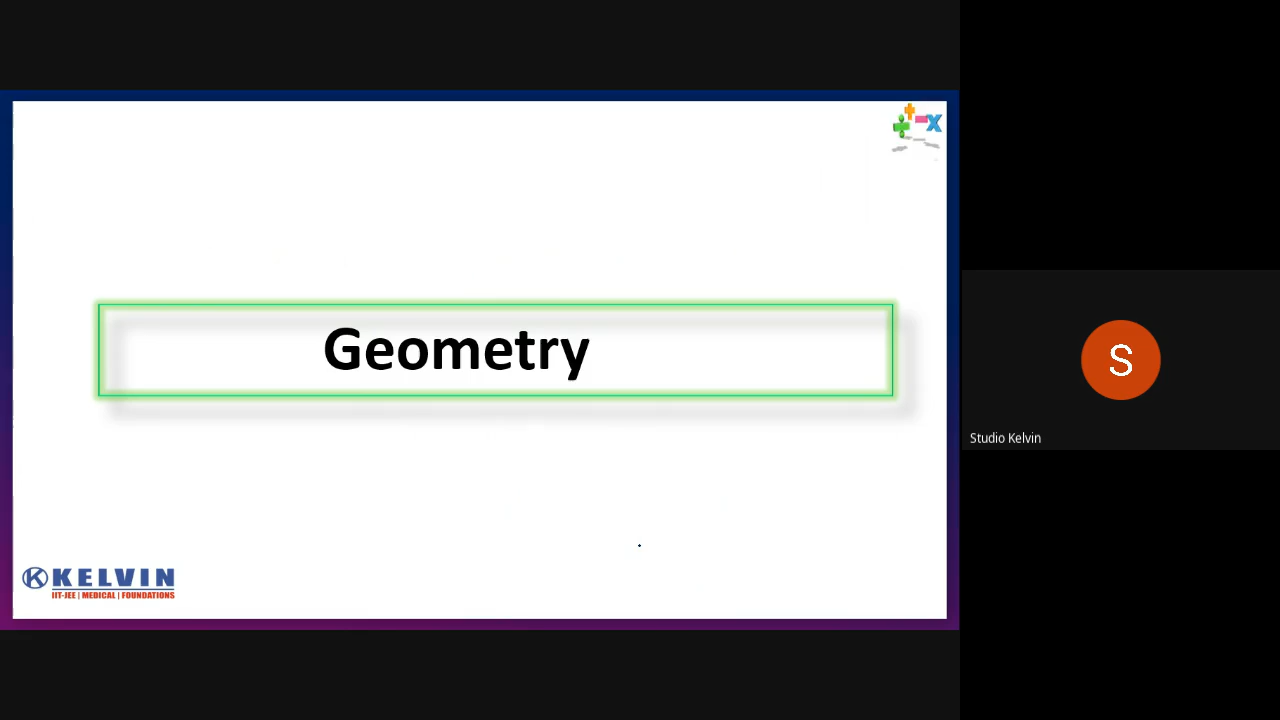 Geometry
S
Studio Kelvin
K KELVIN
IIT-JEE | MEDICAL | FOUNDATIONS